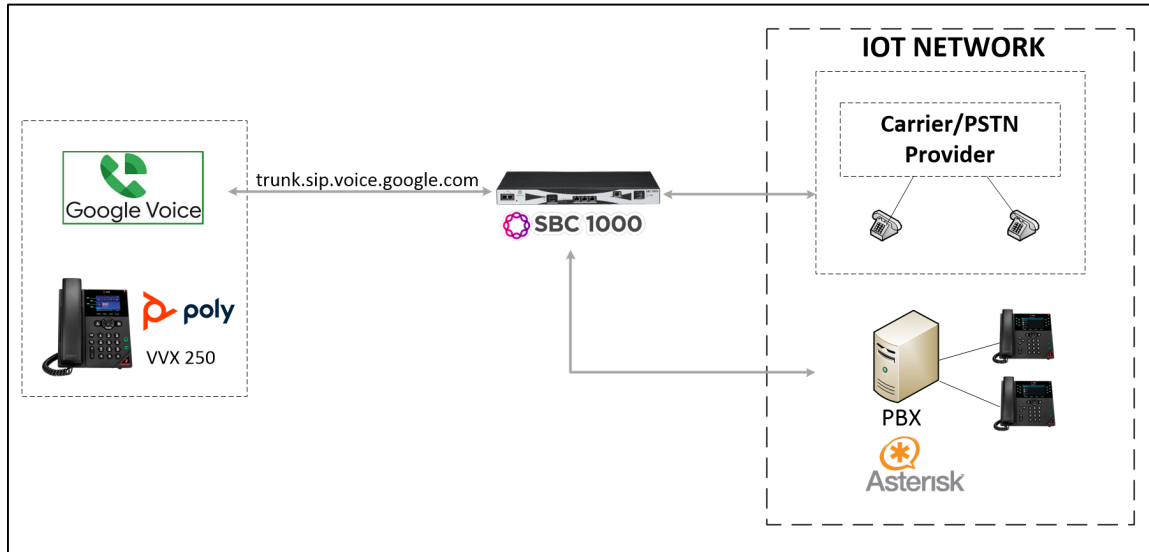 IOT NETWORK
Carrier/PSTN
Provider
trunk.sip.voice.google.com
Google Voice
SBC 1000
poly
VVX 250
PBX
Asterisk